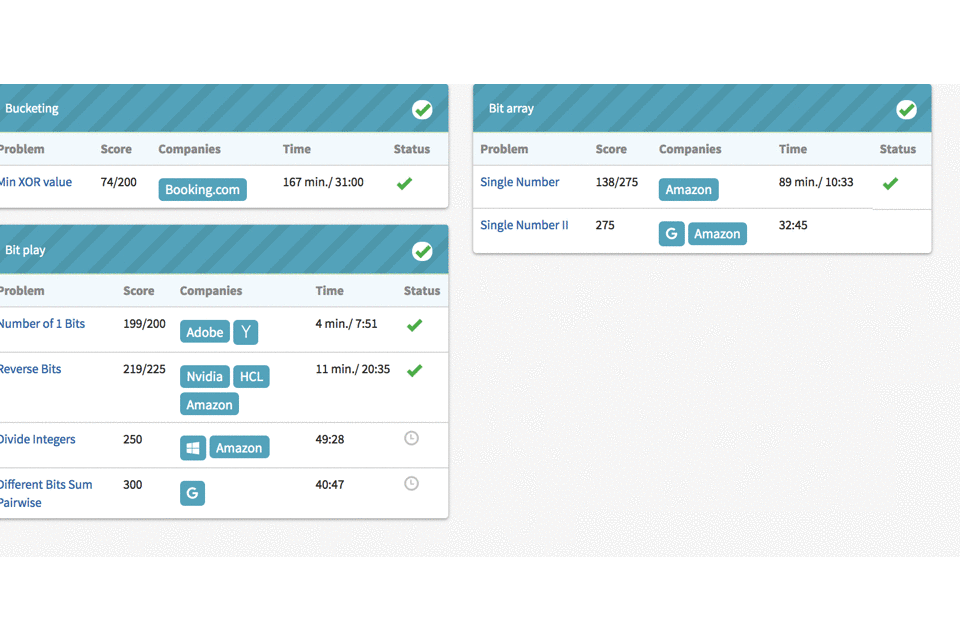 Bucketing
Problem Score Companies Time Status
Min XOR value 74/200 Booking.com 167 min./ 31:00
Bit play
Problem Score Companies Time Status
Number of 1 Bits 199/200 Adobe Y 4 min./ 7:51
Reverse Bits 219/225 Nvidia HCL 11 min./ 20:35
Amazon
Divide Integers 250 Amazon 49:28
Different Bits Sum 300 G 40:47
Pairwise
Bit array
Problem Score Companies Time Status
Single Number 138/275 Amazon 89 min./ 10:33
Single Number II 275 G Amazon 32:45